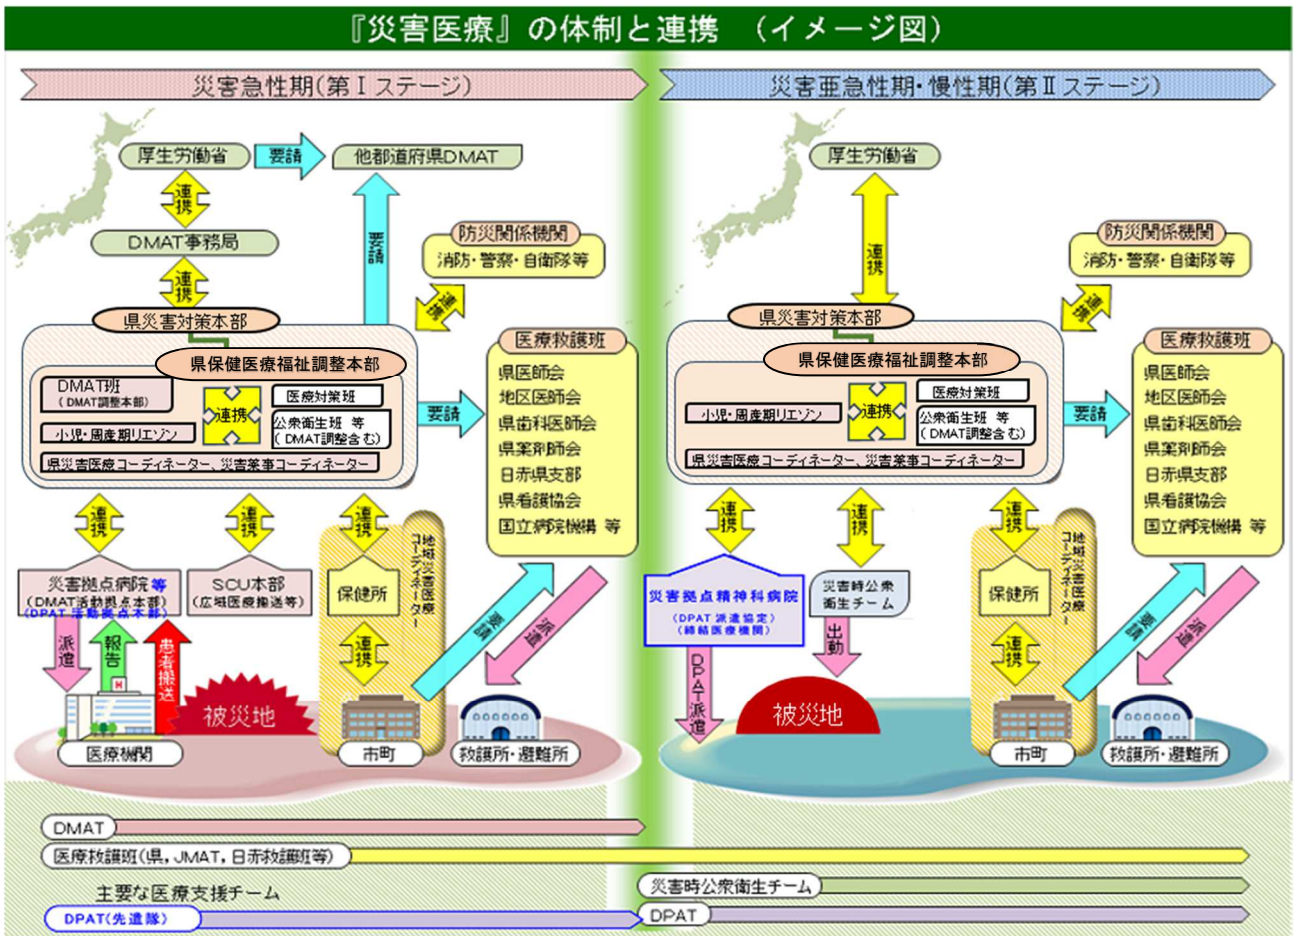 『災害医療』の体制と連携　（イメージ図）
災害急性期(第Ⅰステージ)
厚生労働省
要請
他都道府県DMAT
連携
DMAT事務局
連携
要請
防災関係機関
消防・警察・自衛隊等
連携
県災害対策本部
県保健医療福祉調整本部
DMAT班
（DMAT調整本部）
小児・周産期リエゾン
連携
医療対策班
公衆衛生班 等
（DMAT調整含む）
県災害医療コーディネーター、災害薬事コーディネーター
要請
医療救護班
県医師会
地区医師会
県歯科医師会
県薬剤師会
日赤県支部
県看護協会
国立病院機構 等
連携
連携
連携
災害拠点病院等
(DMAT活動拠点本部)
(DPAT 活動拠点本部)
SCU本部
(広域医療搬送等)
保健所
地域災害医療
コーディネーター
派遣
報告
患者搬送
連携
要請
派遣
H
被災地
医療機関
市町
救護所・避難所
災害亜急性期・慢性期(第Ⅱステージ)
厚生労働省
連携
防災関係機関
消防・警察・自衛隊等
連携
県災害対策本部
県保健医療福祉調整本部
小児・周産期リエゾン
連携
医療対策班
公衆衛生班 等
（DMAT調整含む）
県災害医療コーディネーター、災害薬事コーディネーター
要請
医療救護班
県医師会
地区医師会
県歯科医師会
県薬剤師会
日赤県支部
県看護協会
国立病院機構 等
連携
連携
連携
災害拠点精神科病院
(DPAT 派遣協定)
(締結医療機関)
災害時公衆
衛生チーム
保健所
地域災害医療
コーディネーター
DPAT派遣
出動
連携
要請
派遣
被災地
市町
救護所・避難所
DMAT
医療救護班(県，JMAT，日赤救護班等)
主要な医療支援チーム
災害時公衆衛生チーム
DPAT(先遣隊)
DPAT